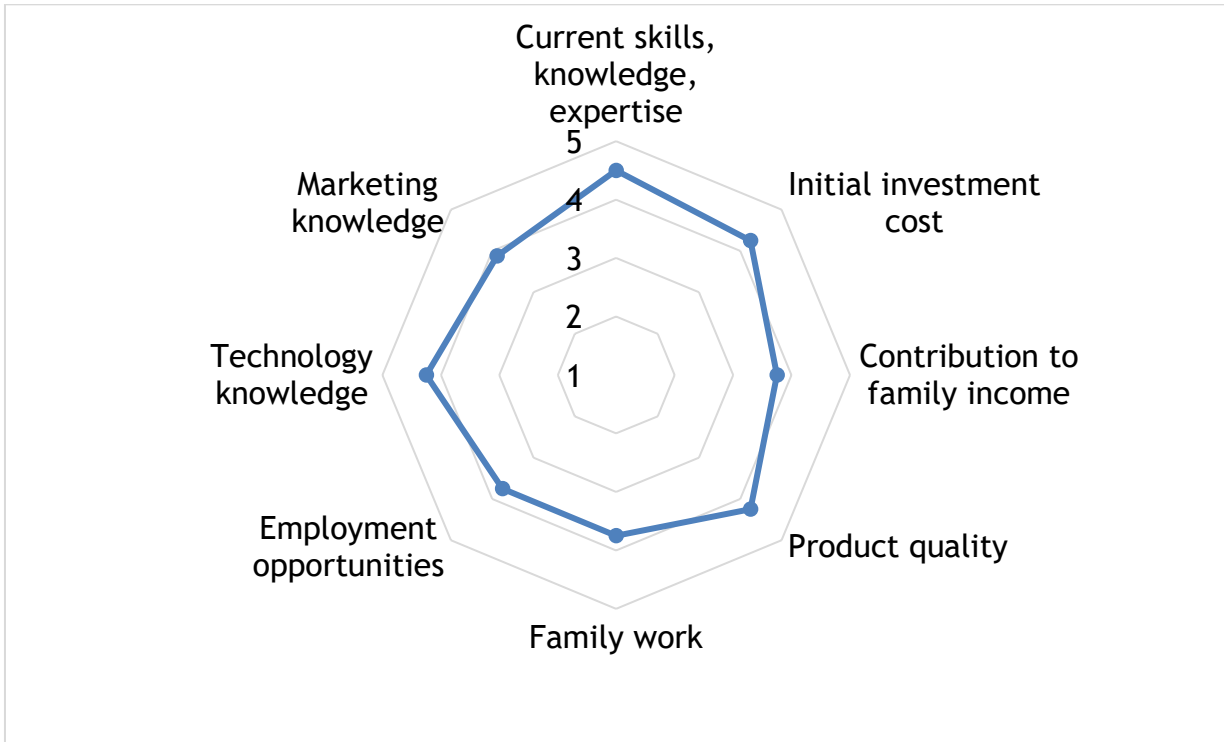 Current skills,
knowledge,
expertise
5
Marketing
knowledge
4
Initial investment
cost
3
2
Technology
knowledge
1
Contribution to
family income
Employment
opportunities
Product quality
Family work